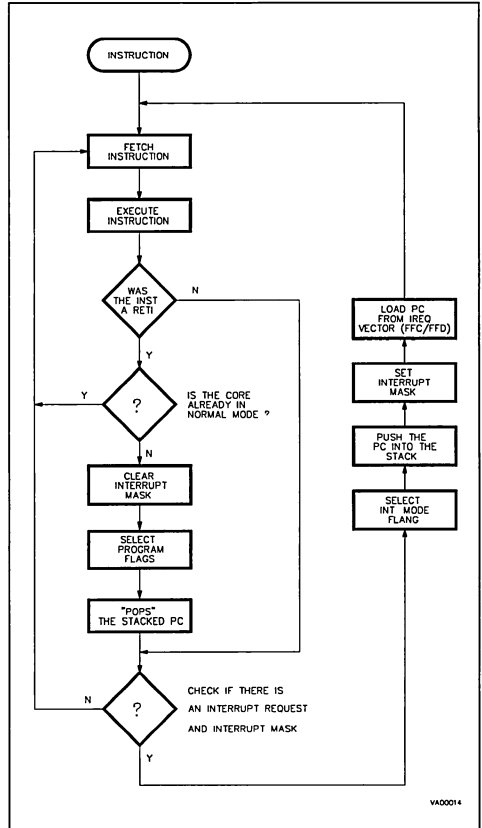 INSTRUCTION
FETCH
INSTRUCTION
EXECUTE
INSTRUCTION
WAS
THE INST
A RETI
N
Y
?
Y
IS THE CORE
ALREADY IN
NORMAL MODE ?
N
CLEAR
INTERRUPT
MASK
SELECT
PROGRAM
FLAGS
"POPS"
THE STACKED PC
?
N
CHECK IF THERE IS
AN INTERRUPT REQUEST
AND INTERRUPT MASK
Y
LOAD PC
FROM IREQ
VECTOR (FFC/FFD)
SET
INTERRUPT
MASK
PUSH THE
PC INTO THE
STACK
SELECT
INT MODE
FLANG
VA00014